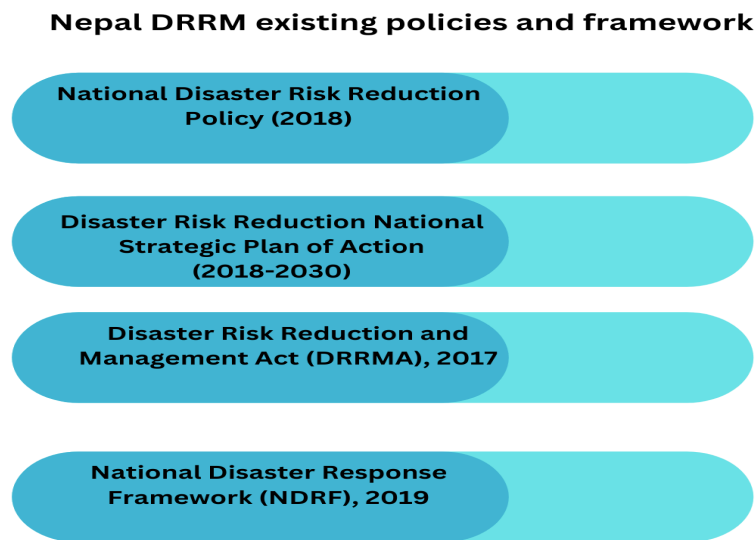 Nepal DRRM existing policies and framework
National Disaster Risk Reduction
Policy (2018)
Disaster Risk Reduction National
Strategic Plan of Action
(2018-2030)
Disaster Risk Reduction and
Management Act (DRRMA), 2017
National Disaster Response
Framework (NDRF), 2019